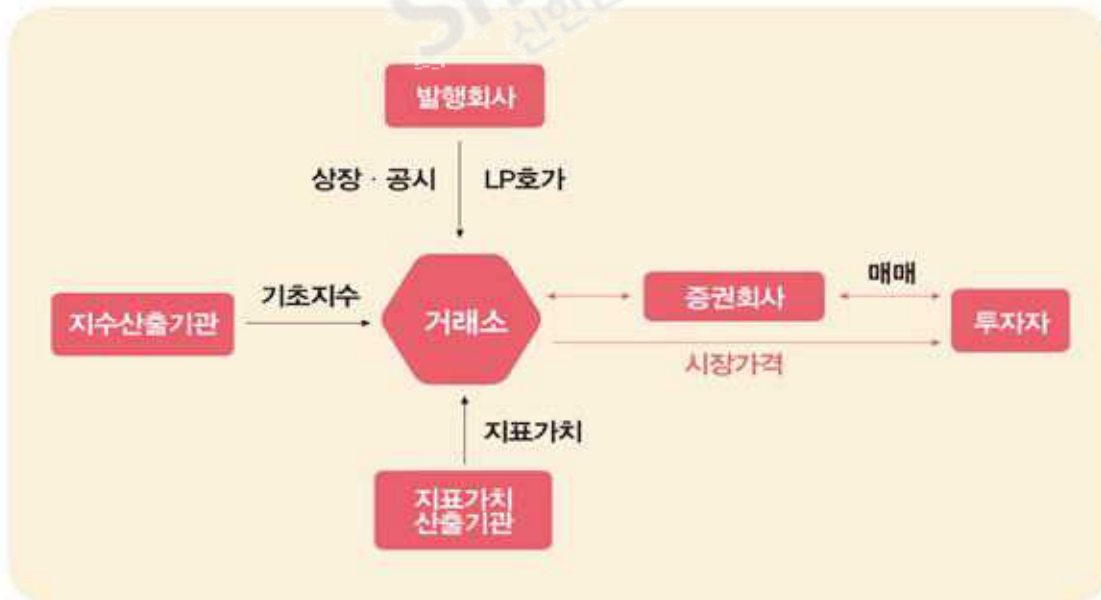 발행회사
상장 · 공시
LP호가
지수산출기관
기초지수
거래소
증권회사
매매
투자자
시장가격
지표가치
지표가치
산출기관